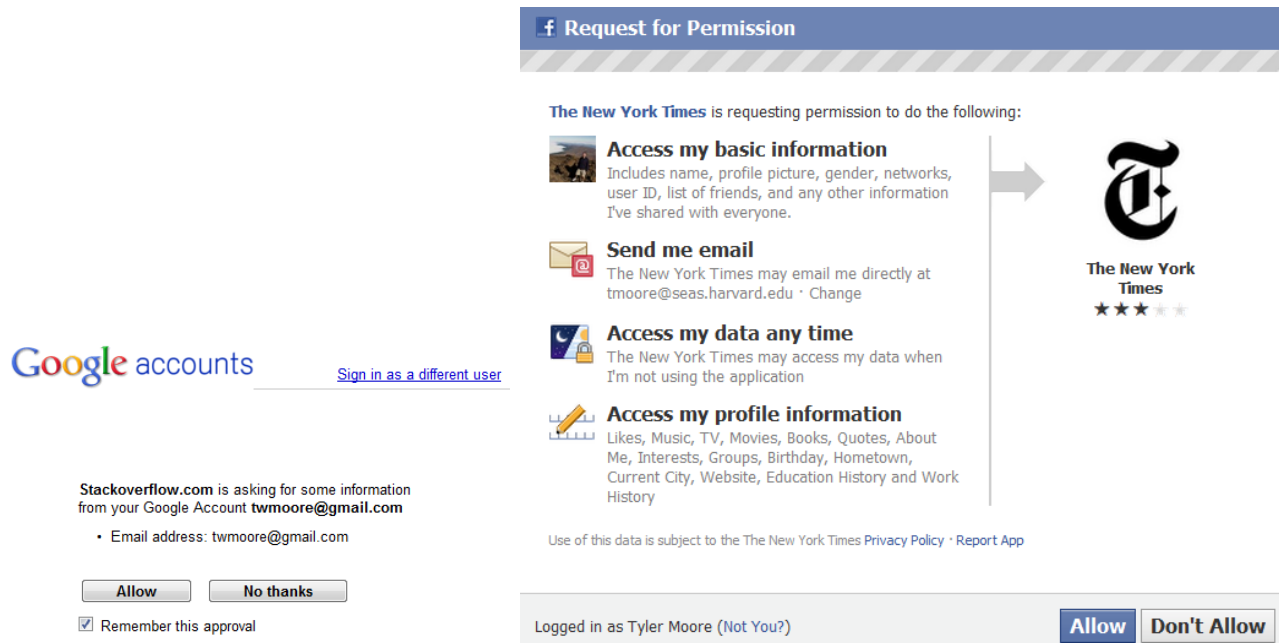 Google accounts
Sign in as a different user
Stackoverflow.com is asking for some information
from your Google Account twmoore@gmail.com
• Email address: twmoore@gmail.com
Allow
No thanks
Remember this approval
f Request for Permission
The New York Times is requesting permission to do the following:
Access my basic information
Includes name, profile picture, gender, networks,
user ID, list of friends, and any other information
I've shared with everyone.
Send me email
The New York Times may email me directly at
tmoore@seas.harvard.edu · Change
Access my data any time
The New York Times may access my data when
I'm not using the application
Access my profile information
Likes, Music, TV, Movies, Books, Quotes, About
Me, Interests, Groups, Birthday, Hometown,
Current City, Website, Education History and Work
History
T
The New York
Times
Use of this data is subject to the The New York Times Privacy Policy · Report App
Logged in as Tyler Moore (Not You?)
Allow
Don't Allow